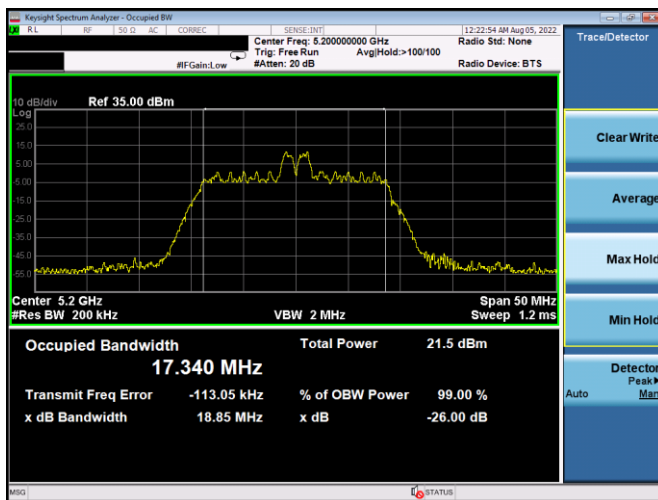 Keysight Spectrum Analyzer - Occupied BW
RL RF 50 Ω AC CORREC SENSE:INT 12:22:54 AM Aug 05, 2022
Center Freq: 5.200000000 GHz Radio Std: None
Trig: Free Run Avg|Hold:>100/100
#IFGain:Low #Atten: 20 dB Radio Device: BTS
Trace/Detector
10 dB/div Ref 35.00 dBm
Log
25.0
15.0
5.00
-5.00
-15.0
-25.0
-35.0
-45.0
-55.0
Center 5.2 GHz Span 50 MHz
#Res BW 200 kHz VBW 2 MHz Sweep 1.2 ms
Occupied Bandwidth Total Power 21.5 dBm
17.340 MHz
Transmit Freq Error -113.05 kHz % of OBW Power 99.00 %
x dB Bandwidth 18.85 MHz x dB -26.00 dB
Clear Write
Average
Max Hold
Min Hold
Detector
Peak▶
Auto Man
MSG STATUS